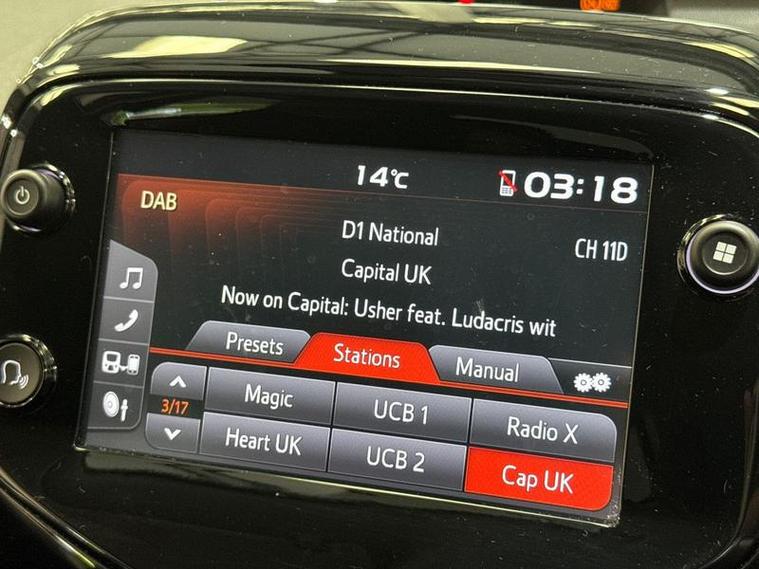 14°C
03:18
DAB
D1 National
CH 11D
Capital UK
Now on Capital: Usher feat. Ludacris wit
Presets
Stations
Manual
3/17
Magic
UCB 1
Radio X
Heart UK
UCB 2
Cap UK